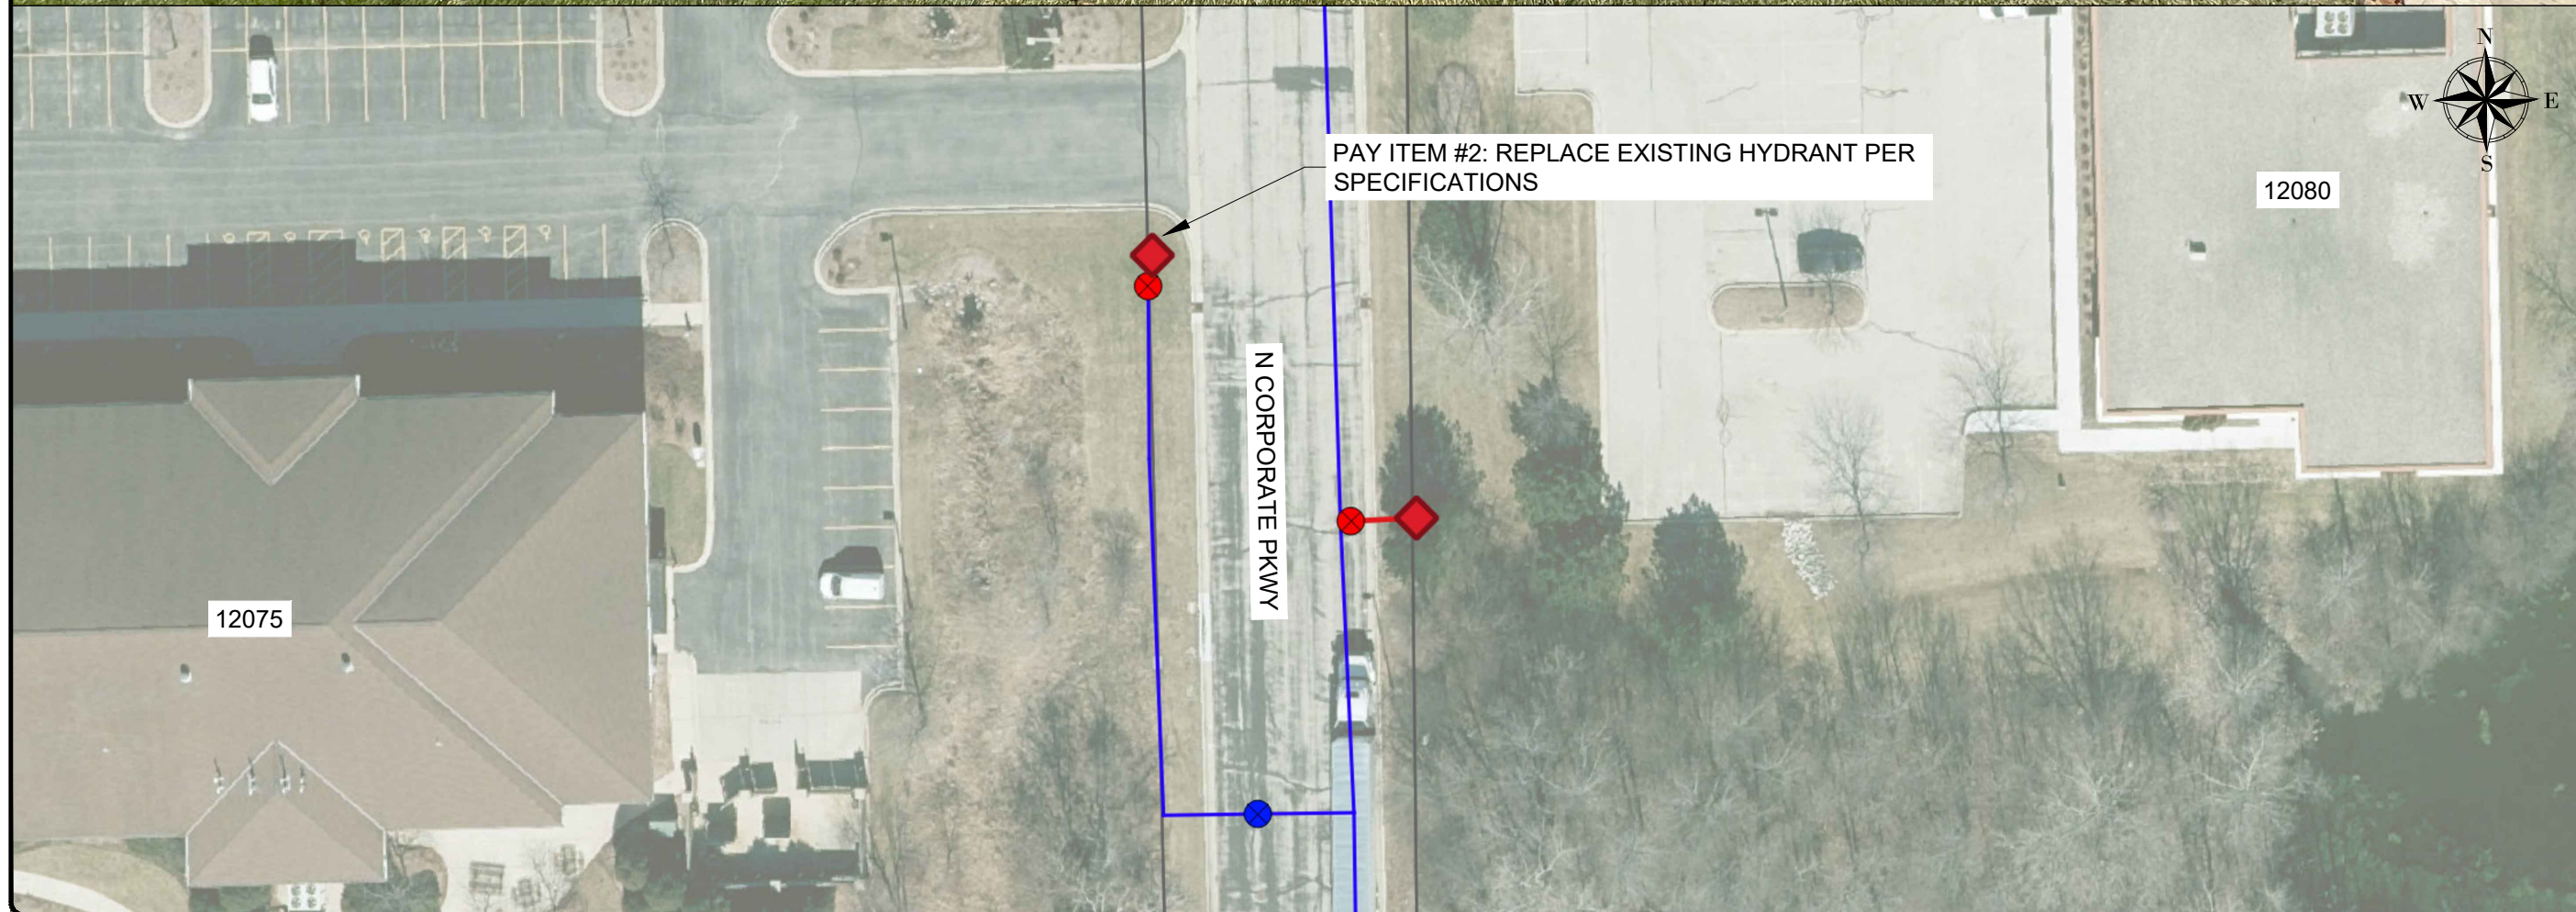 N
W E
S
PAY ITEM #2: REPLACE EXISTING HYDRANT PER
SPECIFICATIONS
12080
N CORPORATE PKWY
12075